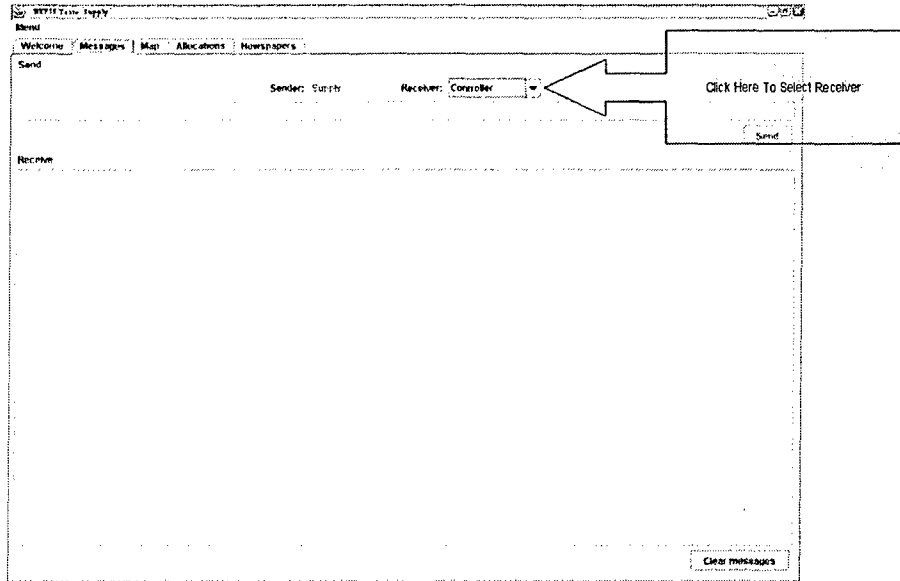 Menu
Welcome Messages Map Allocations Newspapers
Send
Sender: Supply Receiver: Controller
Click Here To Select Receiver
Send
Receive
Clear messages